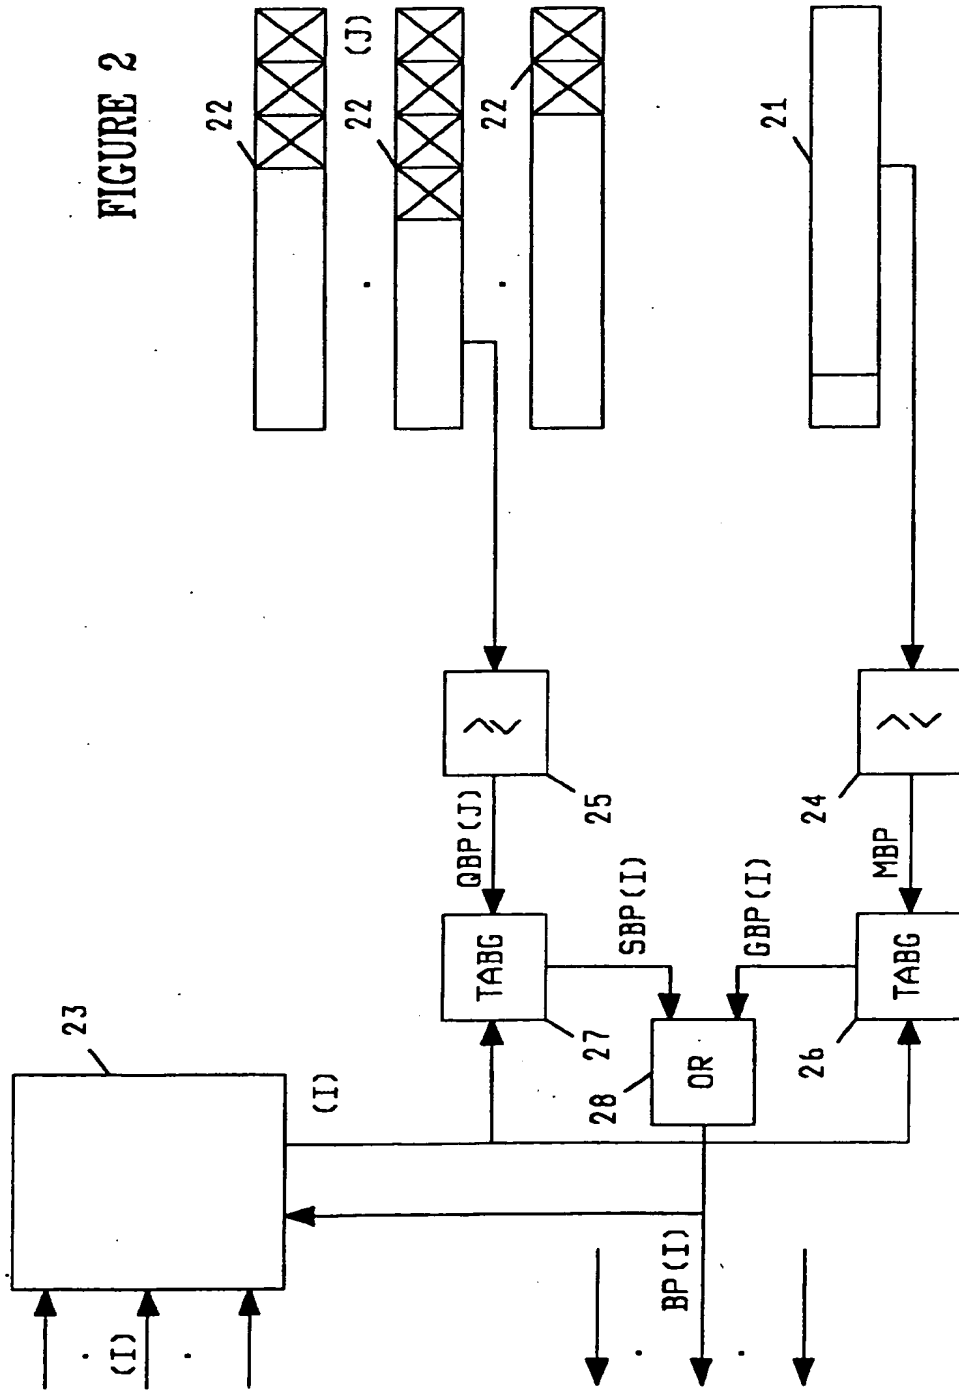 FIGURE 2
22
(J)
22
22
21
25
24
QBP(J)
MBP
TABG
TABG
SBP(I)
GBP(I)
27
26
28
OR
23
(I)
BP(I)
(I)